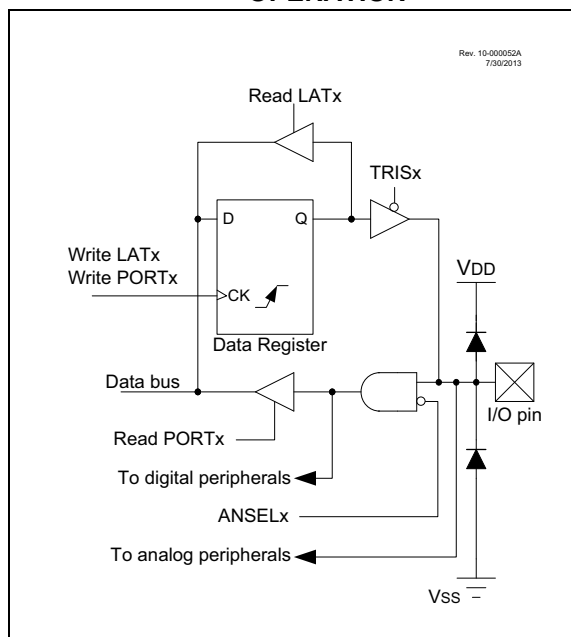 OPERATION
Rev. 10-000052A
7/30/2013
Read LATx
TRISx
D Q
Write LATx
Write PORTx
CK
VDD
Data Register
Data bus
I/O pin
Read PORTx
To digital peripherals
ANSELx
To analog peripherals
VSS